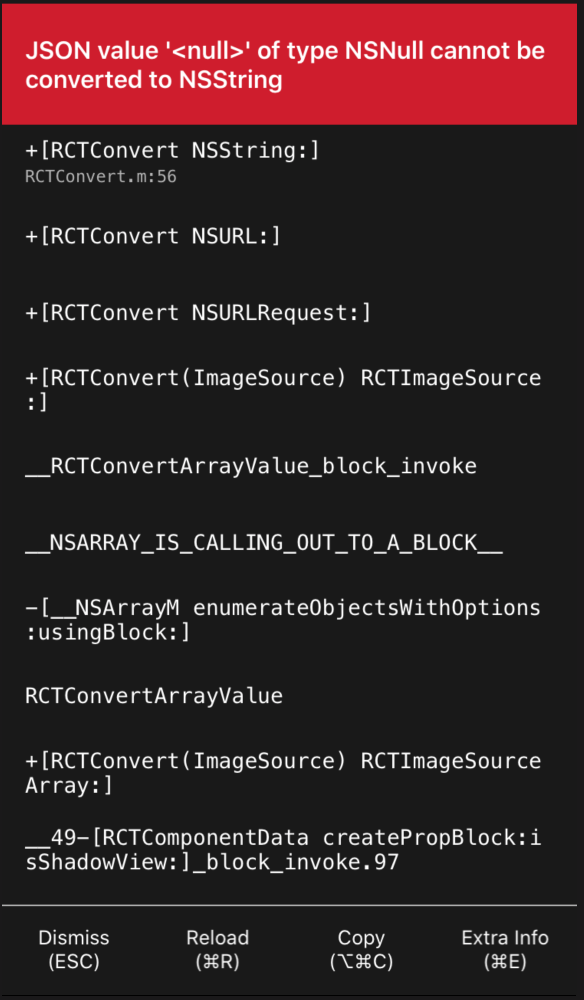 JSON value '<null>' of type NSNull cannot be
converted to NSString
+[RCTConvert NSString:]
RCTConvert.m:56
+[RCTConvert NSURL:]
+[RCTConvert NSURLRequest:]
+[RCTConvert(ImageSource) RCTImageSource
:]
__RCTConvertArrayValue_block_invoke
__NSARRAY_IS_CALLING_OUT_TO_A_BLOCK__
-[__NSArrayM enumerateObjectsWithOptions
:usingBlock:]
RCTConvertArrayValue
+[RCTConvert(ImageSource) RCTImageSource
Array:]
__49-[RCTComponentData createPropBlock:i
sShadowView:]_block_invoke.97
Dismiss Reload Copy Extra Info
(ESC) (⌘R) (⌥⌘C) (⌘E)